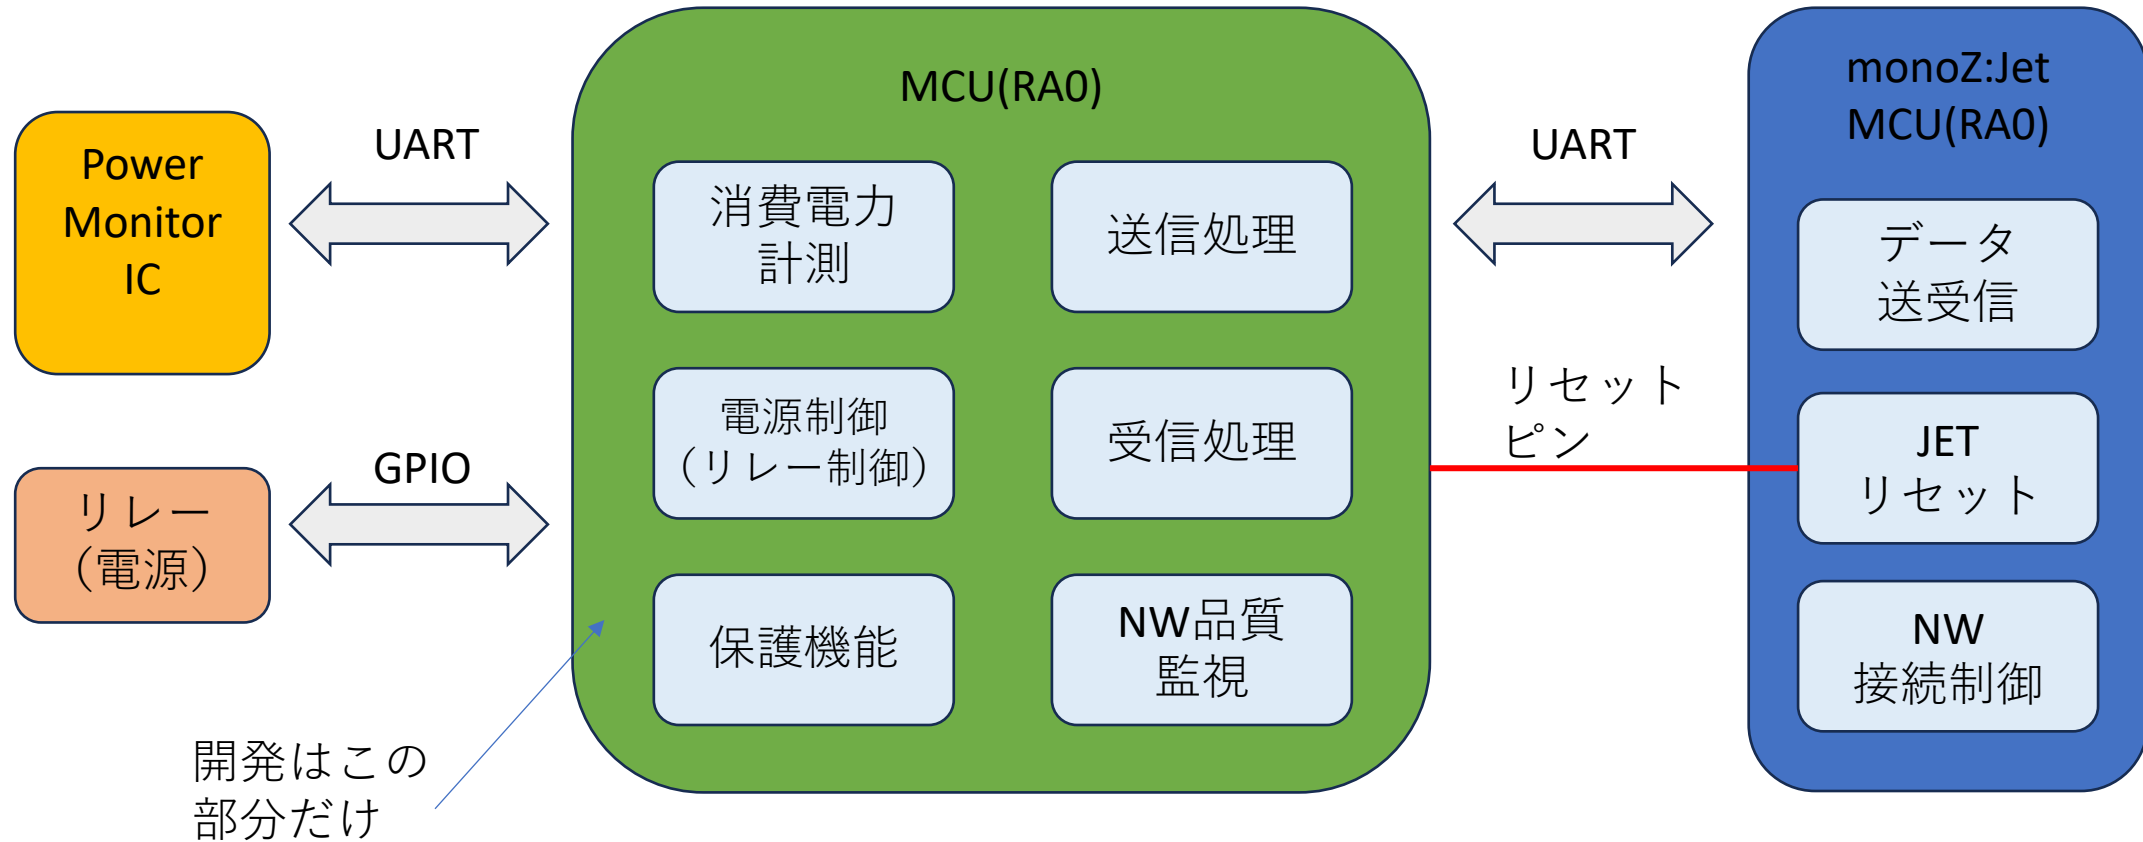 Power
Monitor
IC
UART
リレー
（電源）
GPIO
MCU(RA0)
消費電力
計測
送信処理
電源制御
（リレー制御）
受信処理
保護機能
NW品質
監視
開発はこの
部分だけ
UART
リセット
ピン
monoZ:Jet
MCU(RA0)
データ
送受信
JET
リセット
NW
接続制御